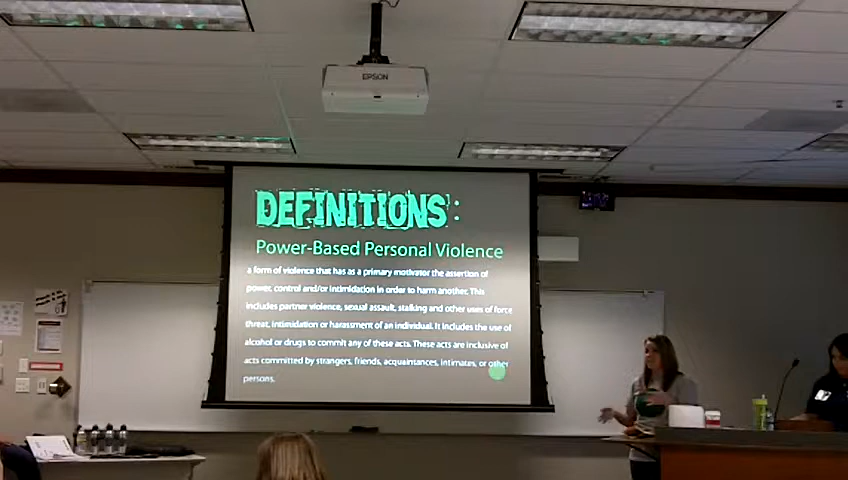 EPSON
DEFINITIONS:
Power-Based Personal Violence
a form of violence that has as a primary motivator the assertion of
power, control and/or intimidation in order to harm another. This
includes partner violence, sexual assault, stalking and other uses of force
threat, intimidation or harassment of an individual. It includes the use of
alcohol or drugs to commit any of these acts. These acts are inclusive of
acts committed by strangers, friends, acquaintances, intimates, or other
persons.